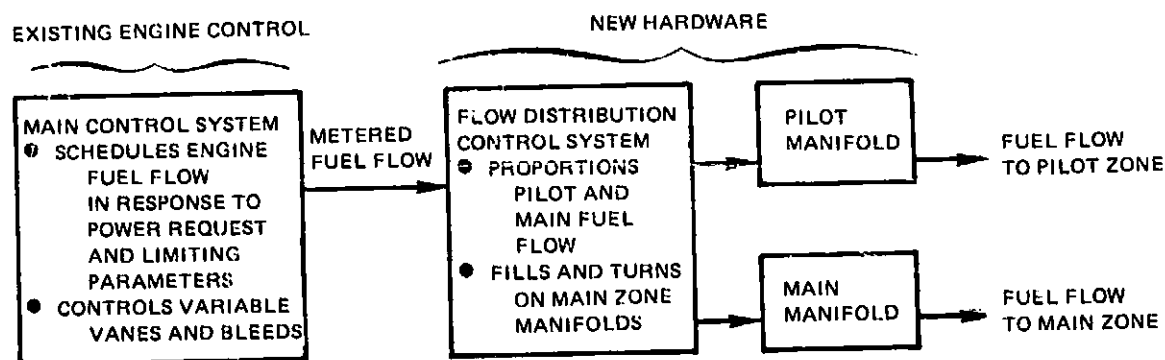 EXISTING ENGINE CONTROL
NEW HARDWARE
MAIN CONTROL SYSTEM
● SCHEDULES ENGINE
FUEL FLOW
IN RESPONSE TO
POWER REQUEST
AND LIMITING
PARAMETERS
● CONTROLS VARIABLE
VANES AND BLEEDS
METERED
FUEL FLOW
FLOW DISTRIBUTION
CONTROL SYSTEM
● PROPORTIONS
PILOT AND
MAIN FUEL
FLOW
● FILLS AND TURNS
ON MAIN ZONE
MANIFOLDS
PILOT
MANIFOLD
FUEL FLOW
TO PILOT ZONE
MAIN
MANIFOLD
FUEL FLOW
TO MAIN ZONE